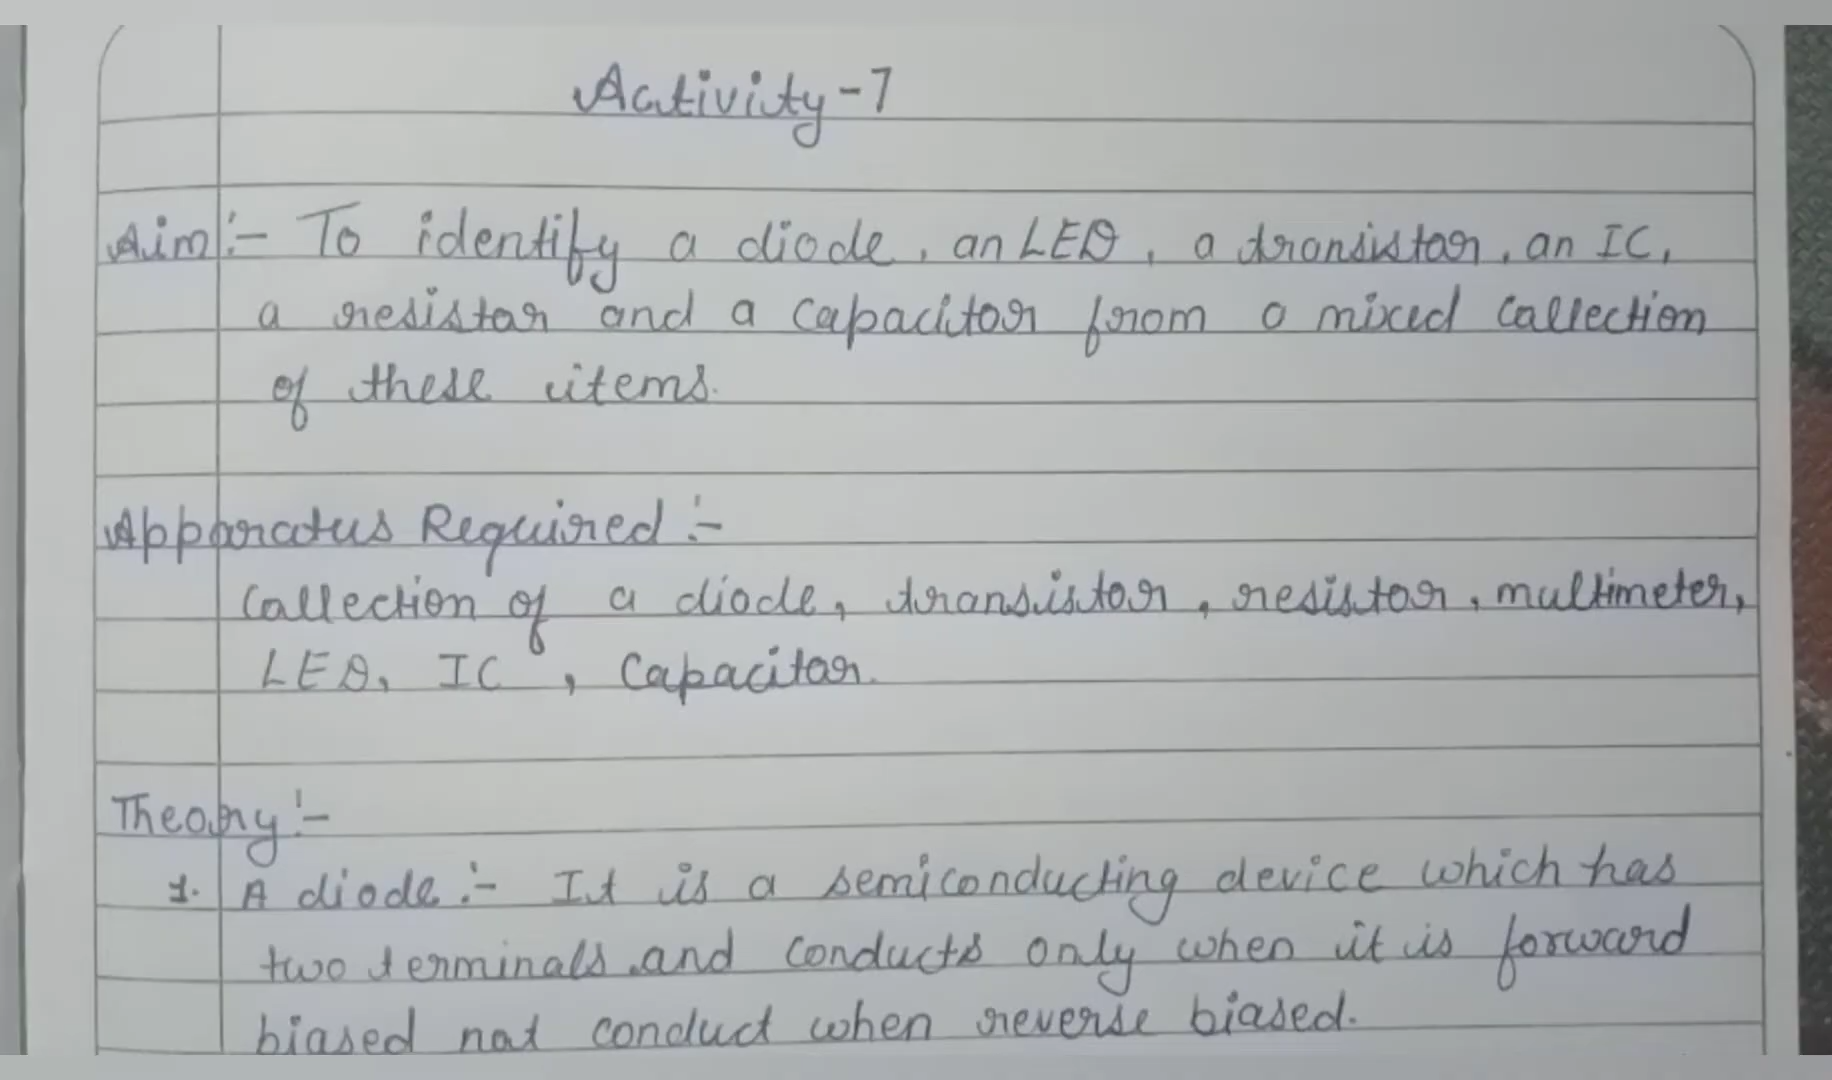 Activity-7
Aim:- To identify a diode, an LED, a transistor, an IC,
a resistor and a capacitor from a mixed collection
of these items.
Apparatus Required :-
Collection of a diode, transistor, resistor, multimeter,
LED, IC, Capacitor.
Theory:-
1. A diode:- It is a semiconducting device which has
two terminals and conducts only when it is forward
biased not conduct when reverse biased.